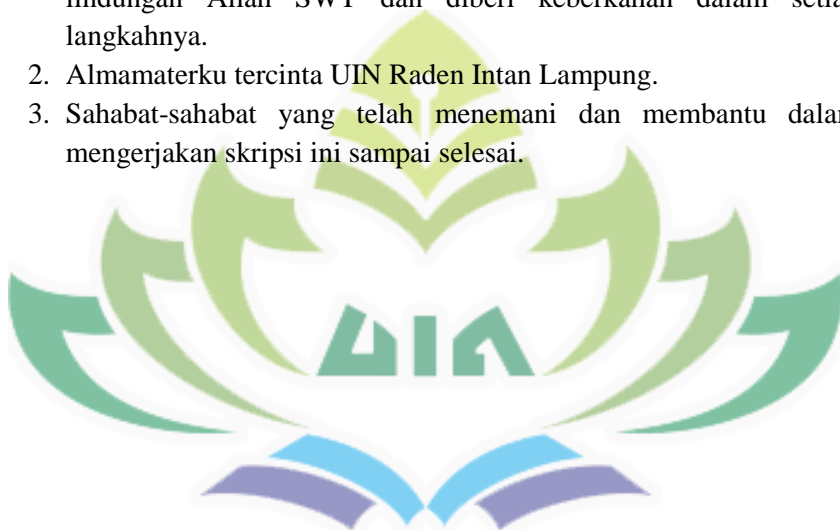 lindungan Allah SWT dan diberi keberkahan dalam
langkahnya.
2. Almamaterku tercinta UIN Raden Intan Lampung.
3. Sahabat-sahabat yang telah menemani dan membantu
mengerjakan skripsi ini sampai selesai.
UIN